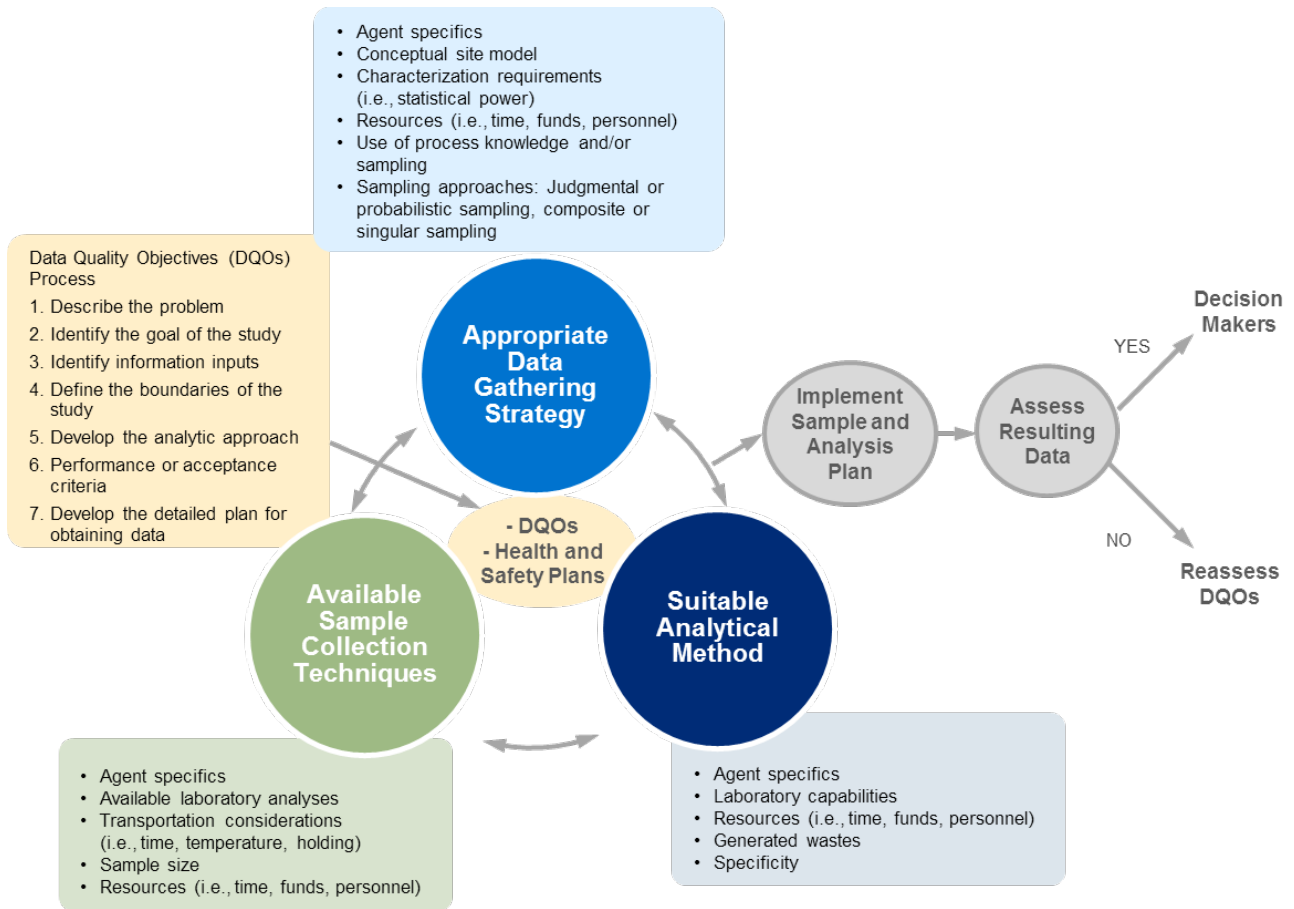 • Agent specifics
• Conceptual site model
• Characterization requirements
(i.e., statistical power)
• Resources (i.e., time, funds, personnel)
• Use of process knowledge and/or
sampling
• Sampling approaches: Judgmental or
probabilistic sampling, composite or
singular sampling
Data Quality Objectives (DQOs)
Process
1. Describe the problem
2. Identify the goal of the study
3. Identify information inputs
4. Define the boundaries of the
study
5. Develop the analytic approach
6. Performance or acceptance
criteria
7. Develop the detailed plan for
obtaining data
Appropriate
Data
Gathering
Strategy
- DQOs
- Health and
Safety Plans
Available
Sample
Collection
Techniques
Suitable
Analytical
Method
Implement
Sample and
Analysis
Plan
Assess
Resulting
Data
YES
Decision
Makers
NO
Reassess
DQOs
• Agent specifics
• Available laboratory analyses
• Transportation considerations
(i.e., time, temperature, holding)
• Sample size
• Resources (i.e., time, funds, personnel)
• Agent specifics
• Laboratory capabilities
• Resources (i.e., time, funds, personnel)
• Generated wastes
• Specificity